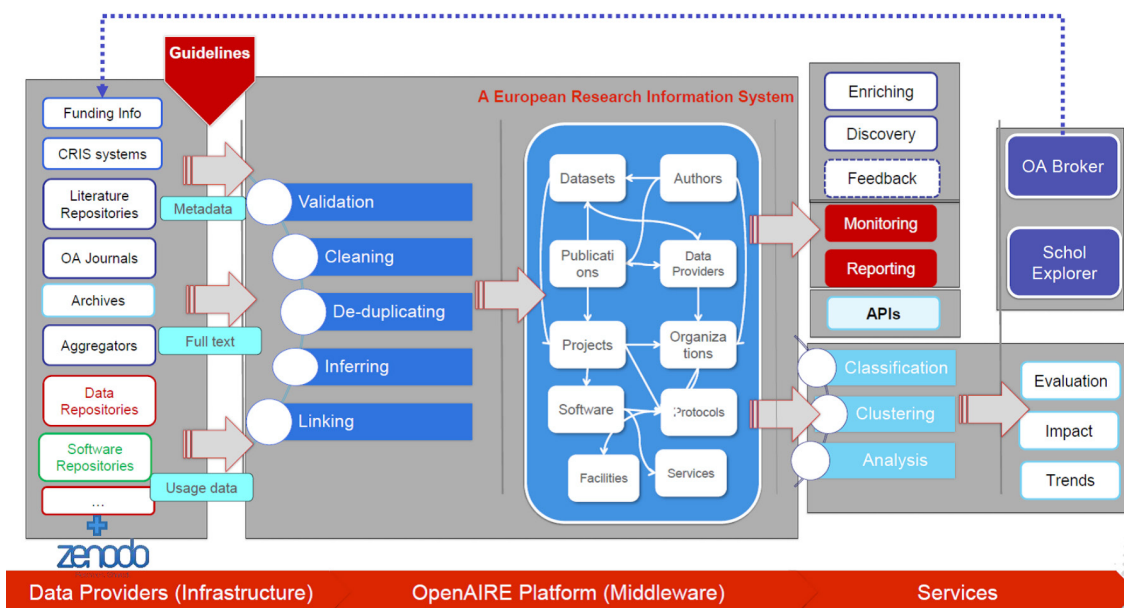 Guidelines
Funding Info
CRIS systems
Literature
Repositories
OA Journals
Archives
Aggregators
Data
Repositories
Software
Repositories
...
zenodo
Metadata
Full text
Usage data
A European Research Information System
Validation
Cleaning
De-duplicating
Inferring
Linking
Datasets
Authors
Publicati
ons
Data
Providers
Projects
Organiza
tions
Software
Protocols
Facilities
Services
Enriching
Discovery
Feedback
Monitoring
Reporting
APIs
Classification
Clustering
Analysis
OA Broker
Schol
Explorer
Evaluation
Impact
Trends
Data Providers (Infrastructure)
OpenAIRE Platform (Middleware)
Services